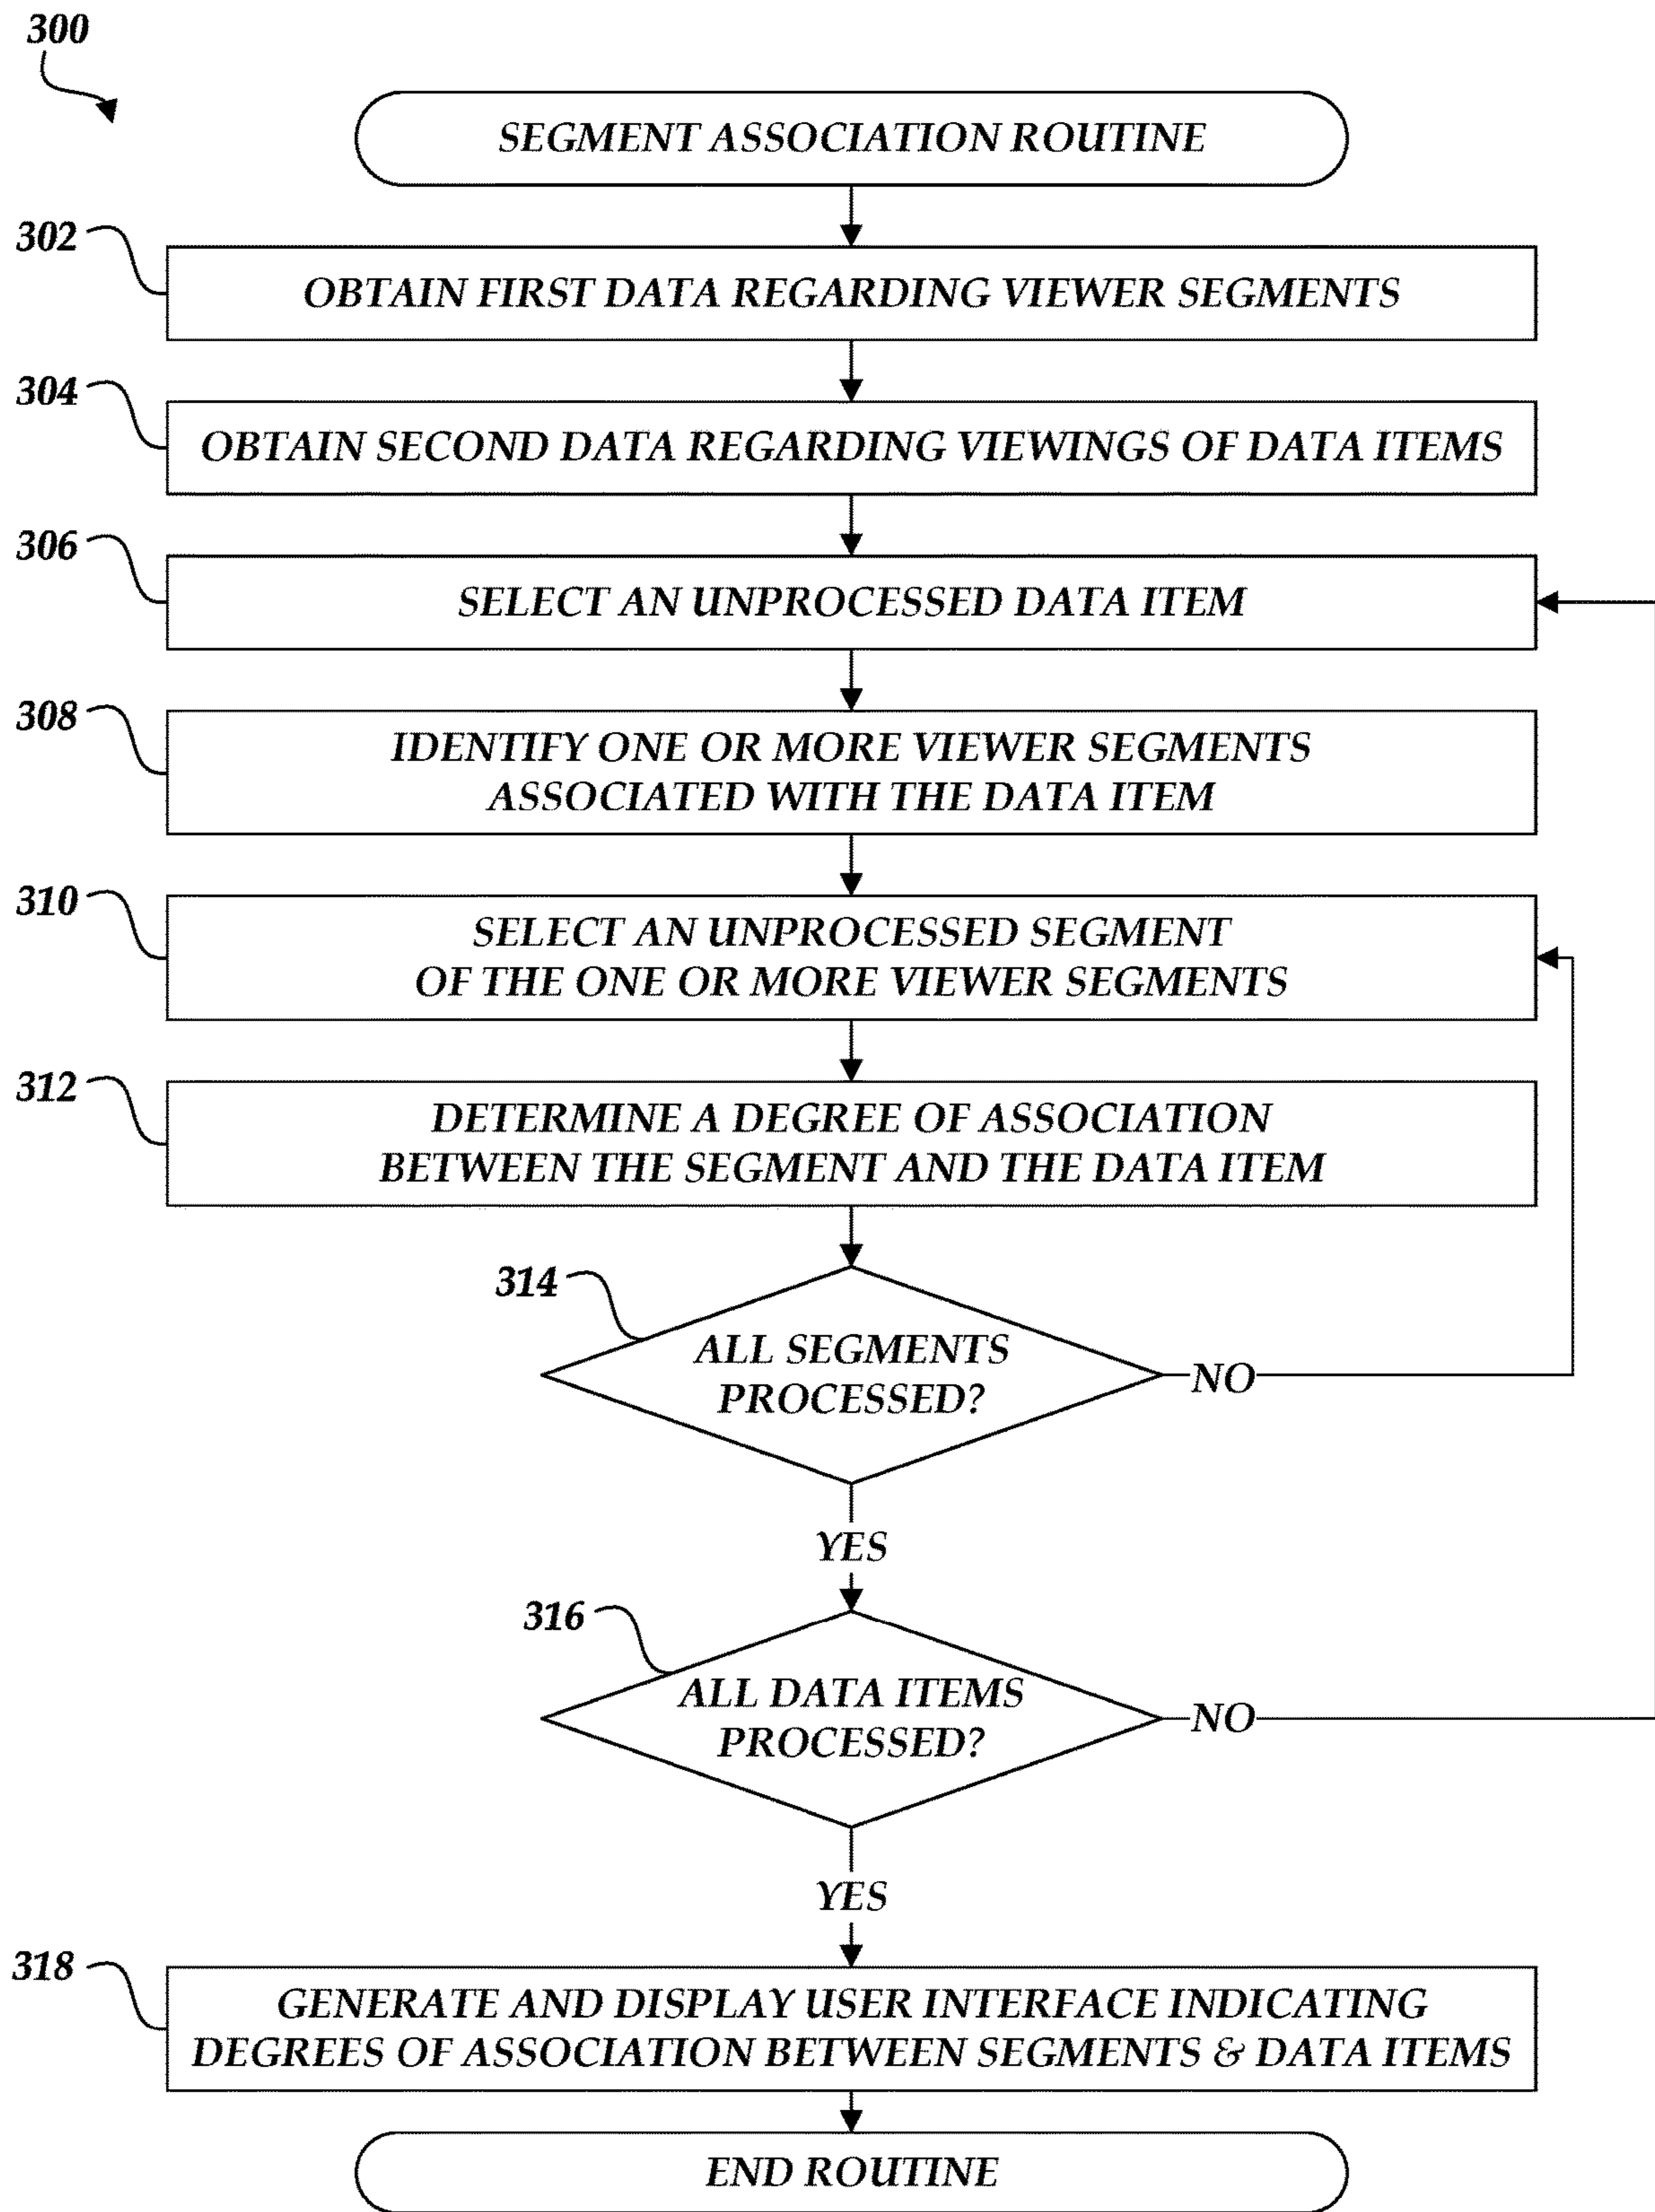 300
SEGMENT ASSOCIATION ROUTINE
302
OBTAIN FIRST DATA REGARDING VIEWER SEGMENTS
304
OBTAIN SECOND DATA REGARDING VIEWINGS OF DATA ITEMS
306
SELECT AN UNPROCESSED DATA ITEM
308
IDENTIFY ONE OR MORE VIEWER SEGMENTS
ASSOCIATED WITH THE DATA ITEM
310
SELECT AN UNPROCESSED SEGMENT
OF THE ONE OR MORE VIEWER SEGMENTS
312
DETERMINE A DEGREE OF ASSOCIATION
BETWEEN THE SEGMENT AND THE DATA ITEM
314
ALL SEGMENTS
PROCESSED?
NO
YES
316
ALL DATA ITEMS
PROCESSED?
NO
YES
318
GENERATE AND DISPLAY USER INTERFACE INDICATING
DEGREES OF ASSOCIATION BETWEEN SEGMENTS & DATA ITEMS
END ROUTINE